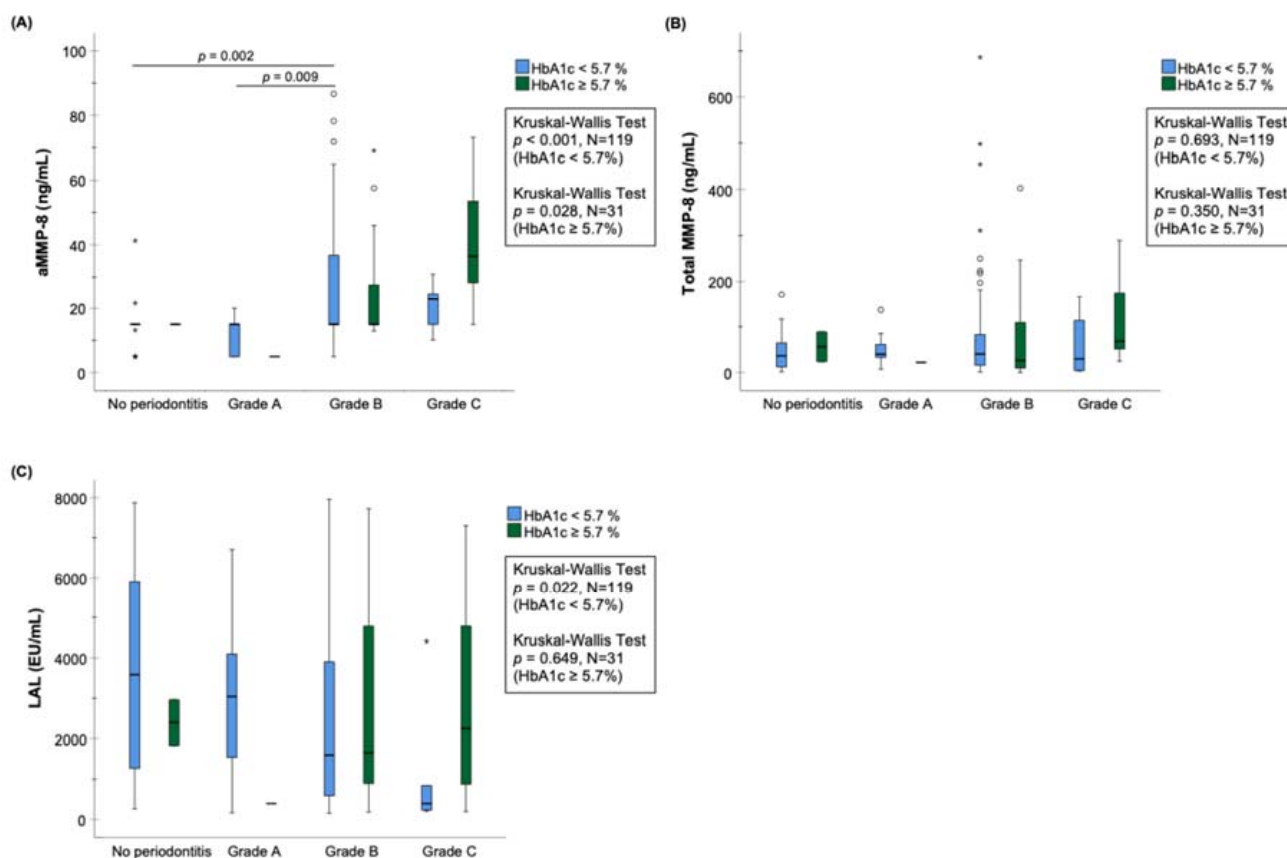 (A)
100
80
60
40
20
0
aMMP-8 (ng/mL)
p = 0.002
p = 0.009
No periodontitis Grade A Grade B Grade C
HbA1c < 5.7 %
HbA1c ≥ 5.7 %
Kruskal-Wallis Test
p < 0.001, N=119
(HbA1c < 5.7%)
Kruskal-Wallis Test
p = 0.028, N=31
(HbA1c ≥ 5.7%)
(B)
600
400
200
0
Total MMP-8 (ng/mL)
No periodontitis Grade A Grade B Grade C
HbA1c < 5.7 %
HbA1c ≥ 5.7 %
Kruskal-Wallis Test
p = 0.693, N=119
(HbA1c < 5.7%)
Kruskal-Wallis Test
p = 0.350, N=31
(HbA1c ≥ 5.7%)
(C)
8000
6000
4000
2000
0
LAL (EU/mL)
No periodontitis Grade A Grade B Grade C
HbA1c < 5.7 %
HbA1c ≥ 5.7 %
Kruskal-Wallis Test
p = 0.022, N=119
(HbA1c < 5.7%)
Kruskal-Wallis Test
p = 0.649, N=31
(HbA1c ≥ 5.7%)